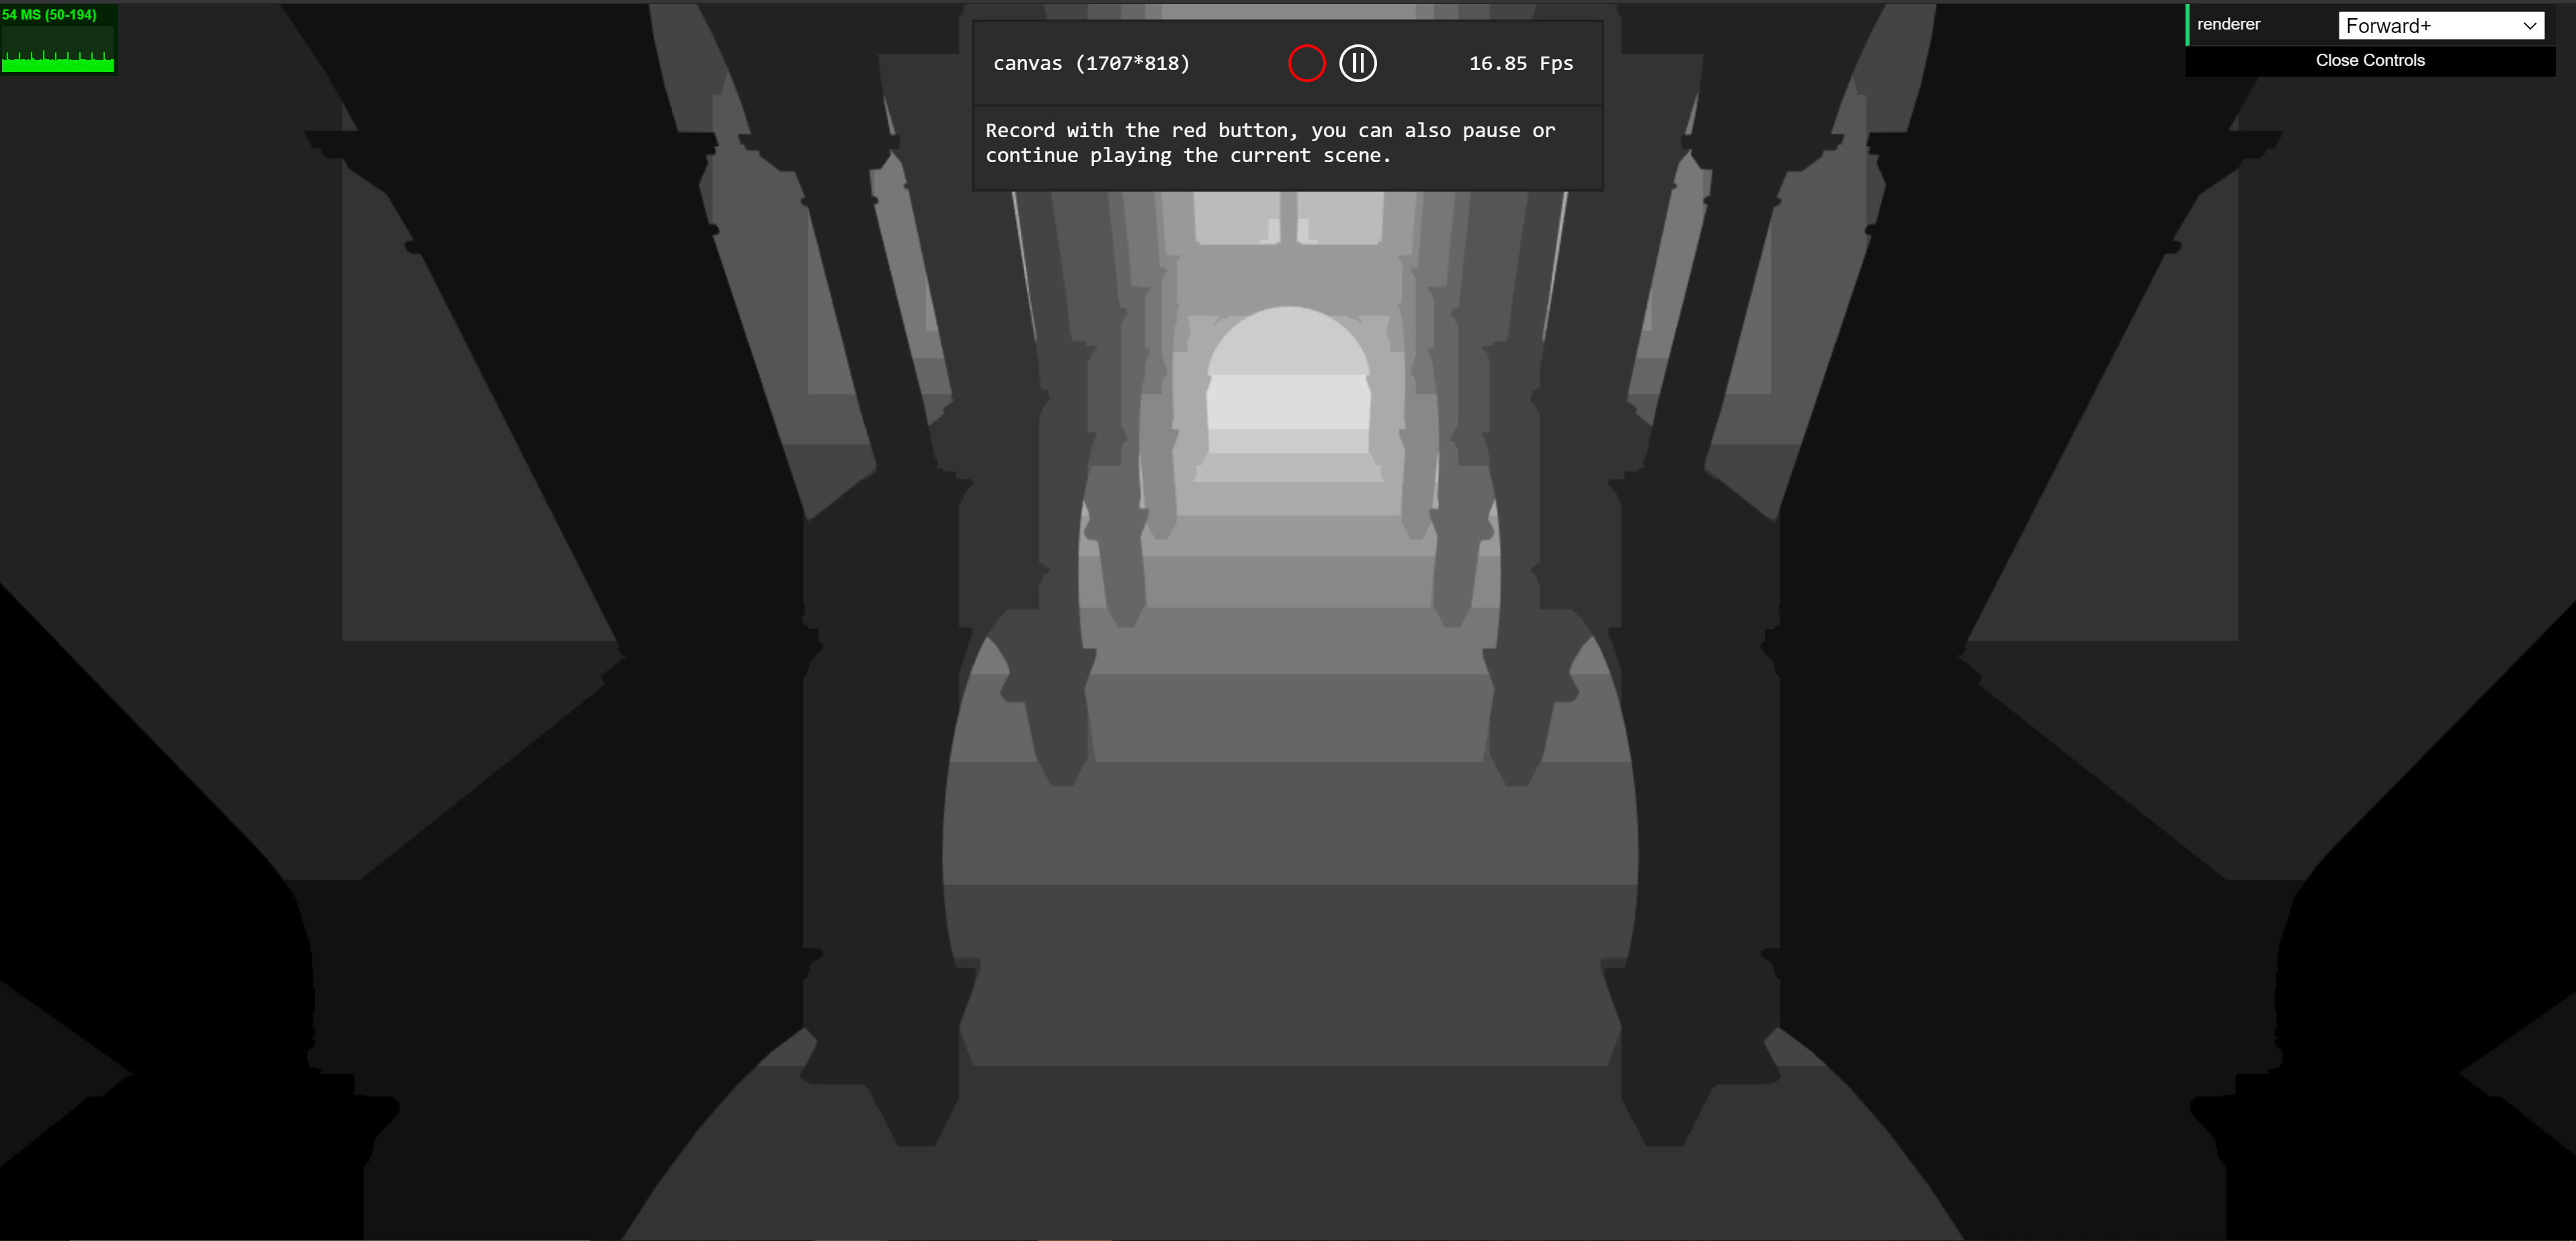 54 MS (50-194)
canvas (1707*818)
16.85 Fps
Record with the red button, you can also pause or
continue playing the current scene.
renderer
Forward+
Close Controls